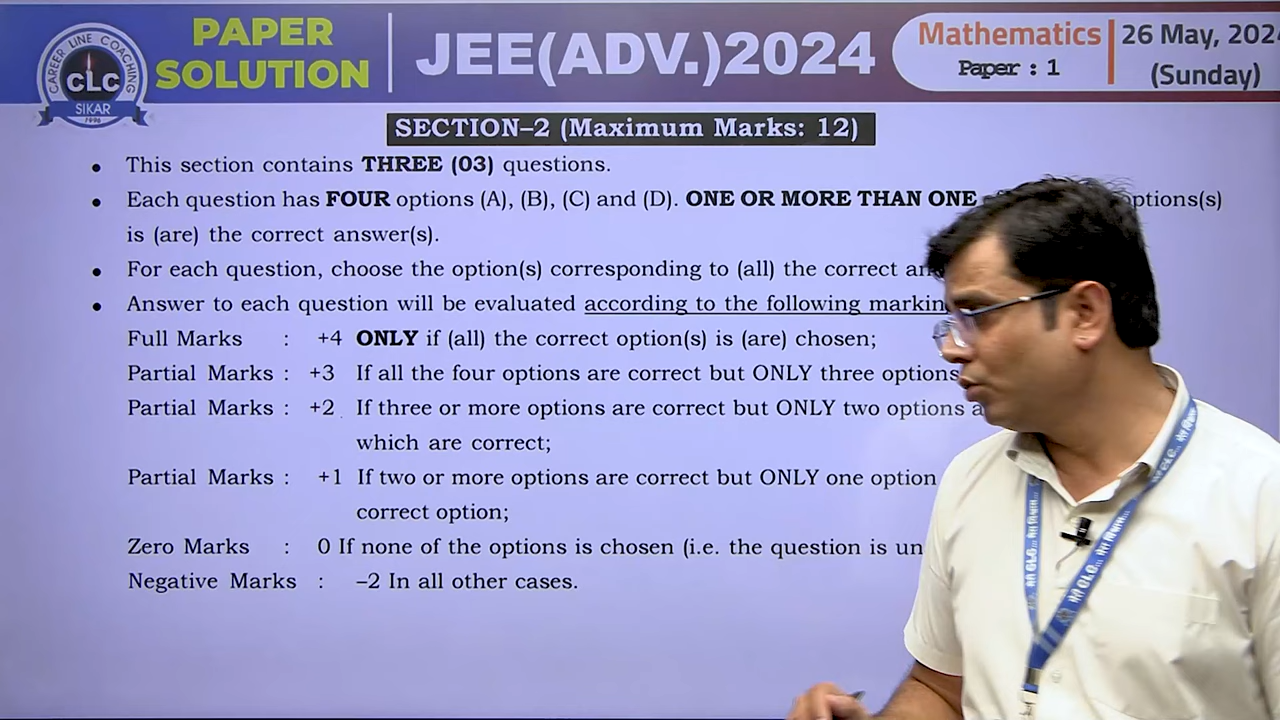 CAREER LINE COACHING
CLC
SIKAR
1996
PAPER
SOLUTION
JEE(ADV.)2024
Mathematics
Paper : 1
26 May, 202
(Sunday)
SECTION–2 (Maximum Marks: 12)
• This section contains THREE (03) questions.
• Each question has FOUR options (A), (B), (C) and (D). ONE OR MORE THAN ONE options(s)
is (are) the correct answer(s).
• For each question, choose the option(s) corresponding to (all) the correct an
• Answer to each question will be evaluated according to the following markin
Full Marks : +4 ONLY if (all) the correct option(s) is (are) chosen;
Partial Marks : +3 If all the four options are correct but ONLY three options
Partial Marks : +2 If three or more options are correct but ONLY two options a
which are correct;
Partial Marks : +1 If two or more options are correct but ONLY one option
correct option;
Zero Marks : 0 If none of the options is chosen (i.e. the question is un
Negative Marks : –2 In all other cases.